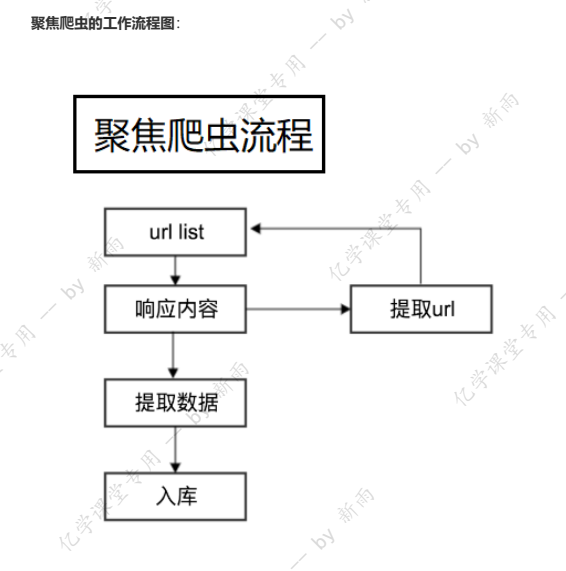 聚焦爬虫的工作流程图：
聚焦爬虫流程
url list
响应内容
提取url
提取数据
入库
亿学课堂专用 — by 新雨
亿学课堂专用 — by 新雨
by 新雨
亿学课堂专用
亿学课堂专用 — by 新雨
— by 新雨